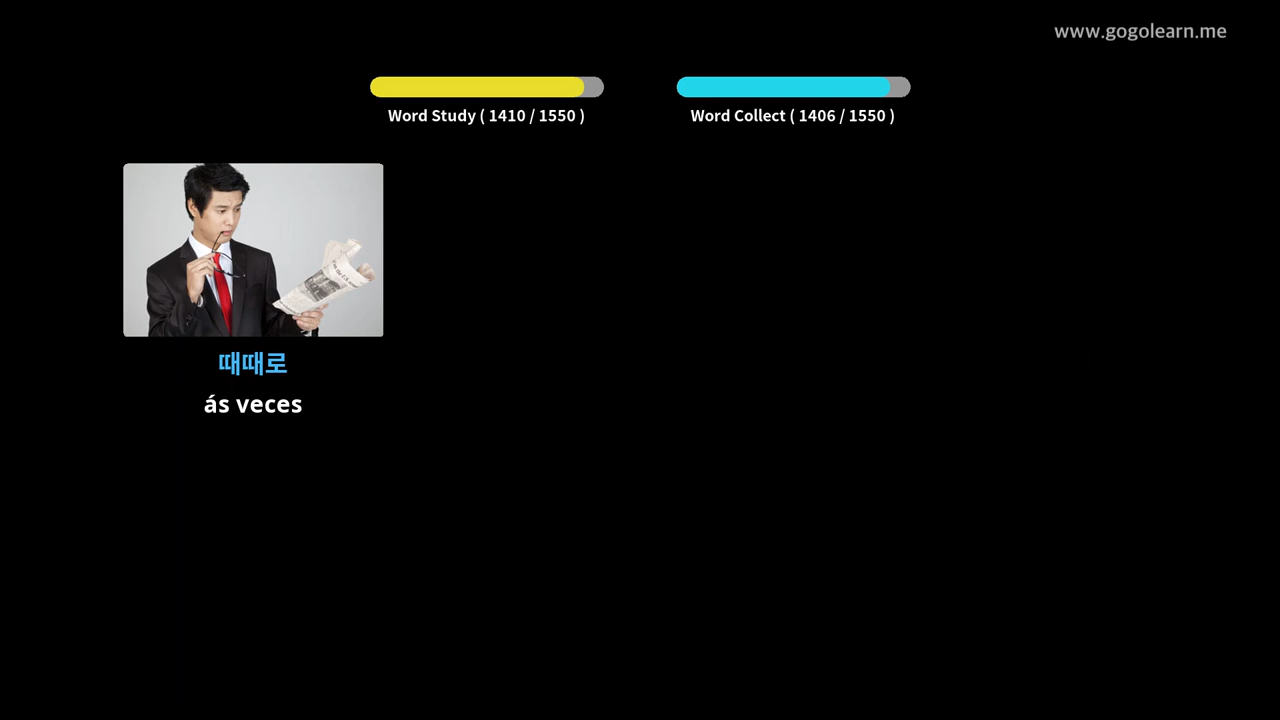 www.gogolearn.me
Word Study ( 1410 / 1550 )
Word Collect ( 1406 / 1550 )
때때로
ás veces